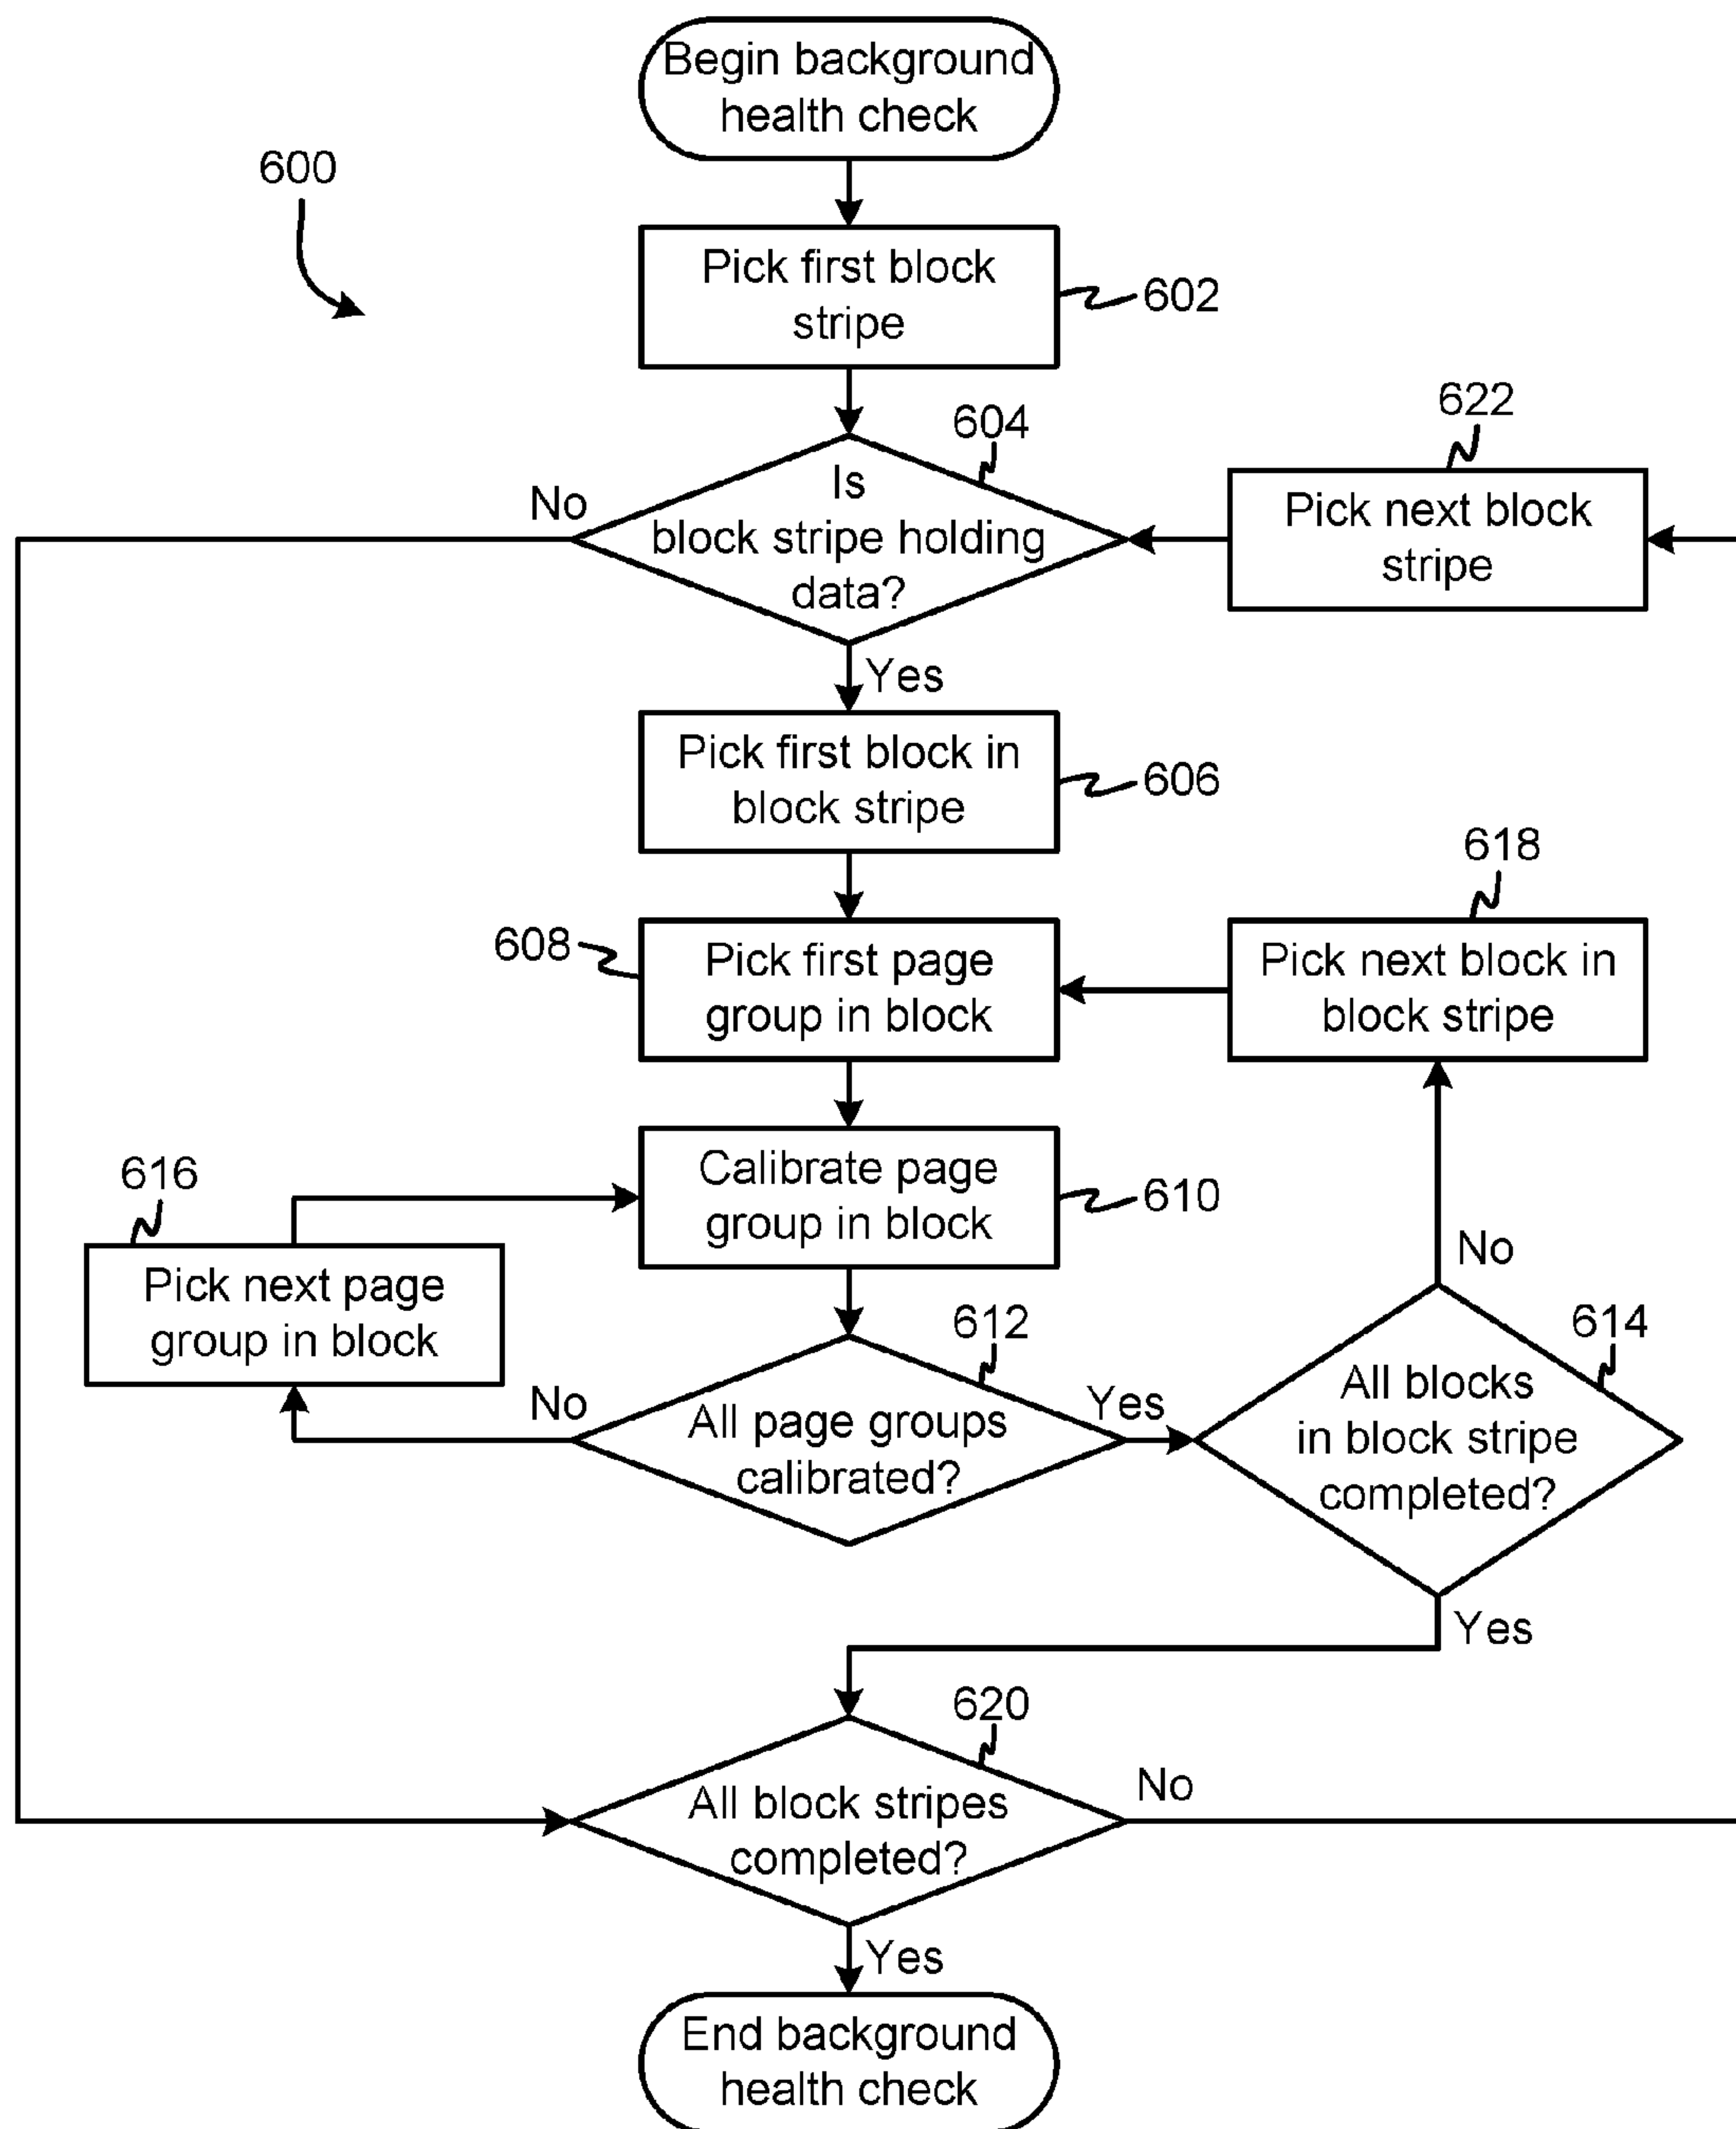 Begin background
health check
600
Pick first block
stripe
602
604
622
Is
block stripe holding
data?
No
Pick next block
stripe
Yes
Pick first block in
block stripe
606
618
608
Pick first page
group in block
Pick next block in
block stripe
616
Calibrate page
group in block
610
Pick next page
group in block
No
612
614
No
All page groups
calibrated?
Yes
All blocks
in block stripe
completed?
Yes
620
All block stripes
completed?
No
Yes
End background
health check